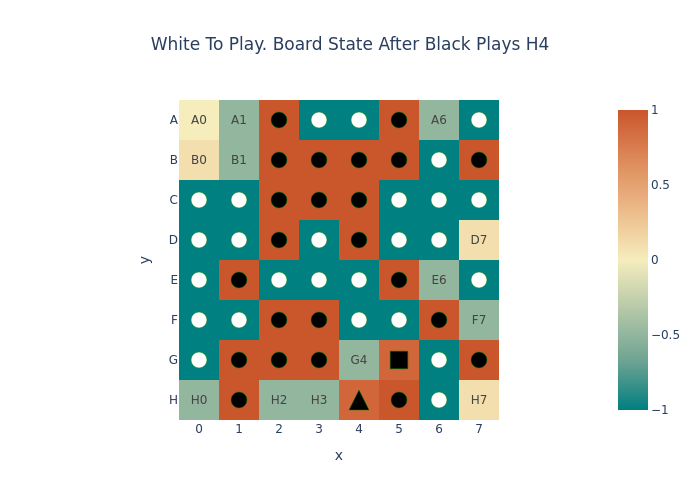 White To Play. Board State After Black Plays H4
A A0 A1 A6 1
B B0 B1
C 0.5
D D7
y 0
E E6
F F7 −0.5
G G4
H H0 H2 H3 H7 −1
0 1 2 3 4 5 6 7
x